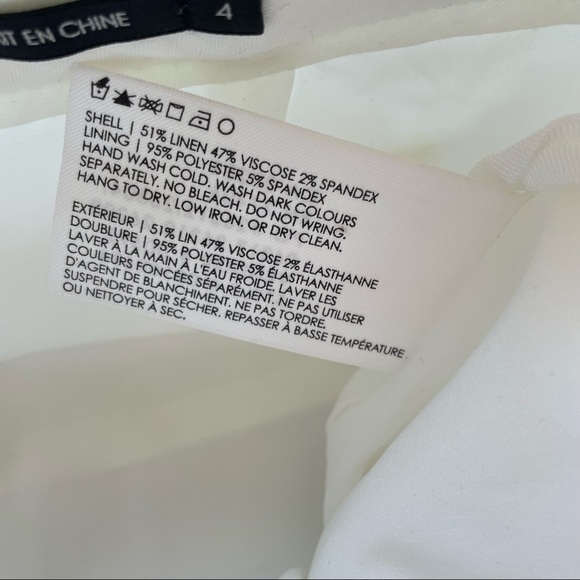 EN CHINE
4
SHELL | 51% LINEN 47% VISCOSE 2% SPANDEX
LINING | 95% POLYESTER 5% SPANDEX
HAND WASH COLD. WASH DARK COLOURS
SEPARATELY. NO BLEACH. DO NOT WRING.
HANG TO DRY. LOW IRON, OR DRY CLEAN.
EXTÉRIEUR | 51% LIN 47% VISCOSE 2% ÉLASTHANNE
DOUBLURE | 95% POLYESTER 5% ÉLASTHANNE
LAVER À LA MAIN À L'EAU FROIDE. LAVER LES
COULEURS FONCÉES SÉPARÉMENT. NE PAS UTILISER
D'AGENT DE BLANCHIMENT. NE PAS TORDRE.
SUSPENDRE POUR SÉCHER. REPASSER À BASSE TEMPÉRATURE
OU NETTOYER À SEC.